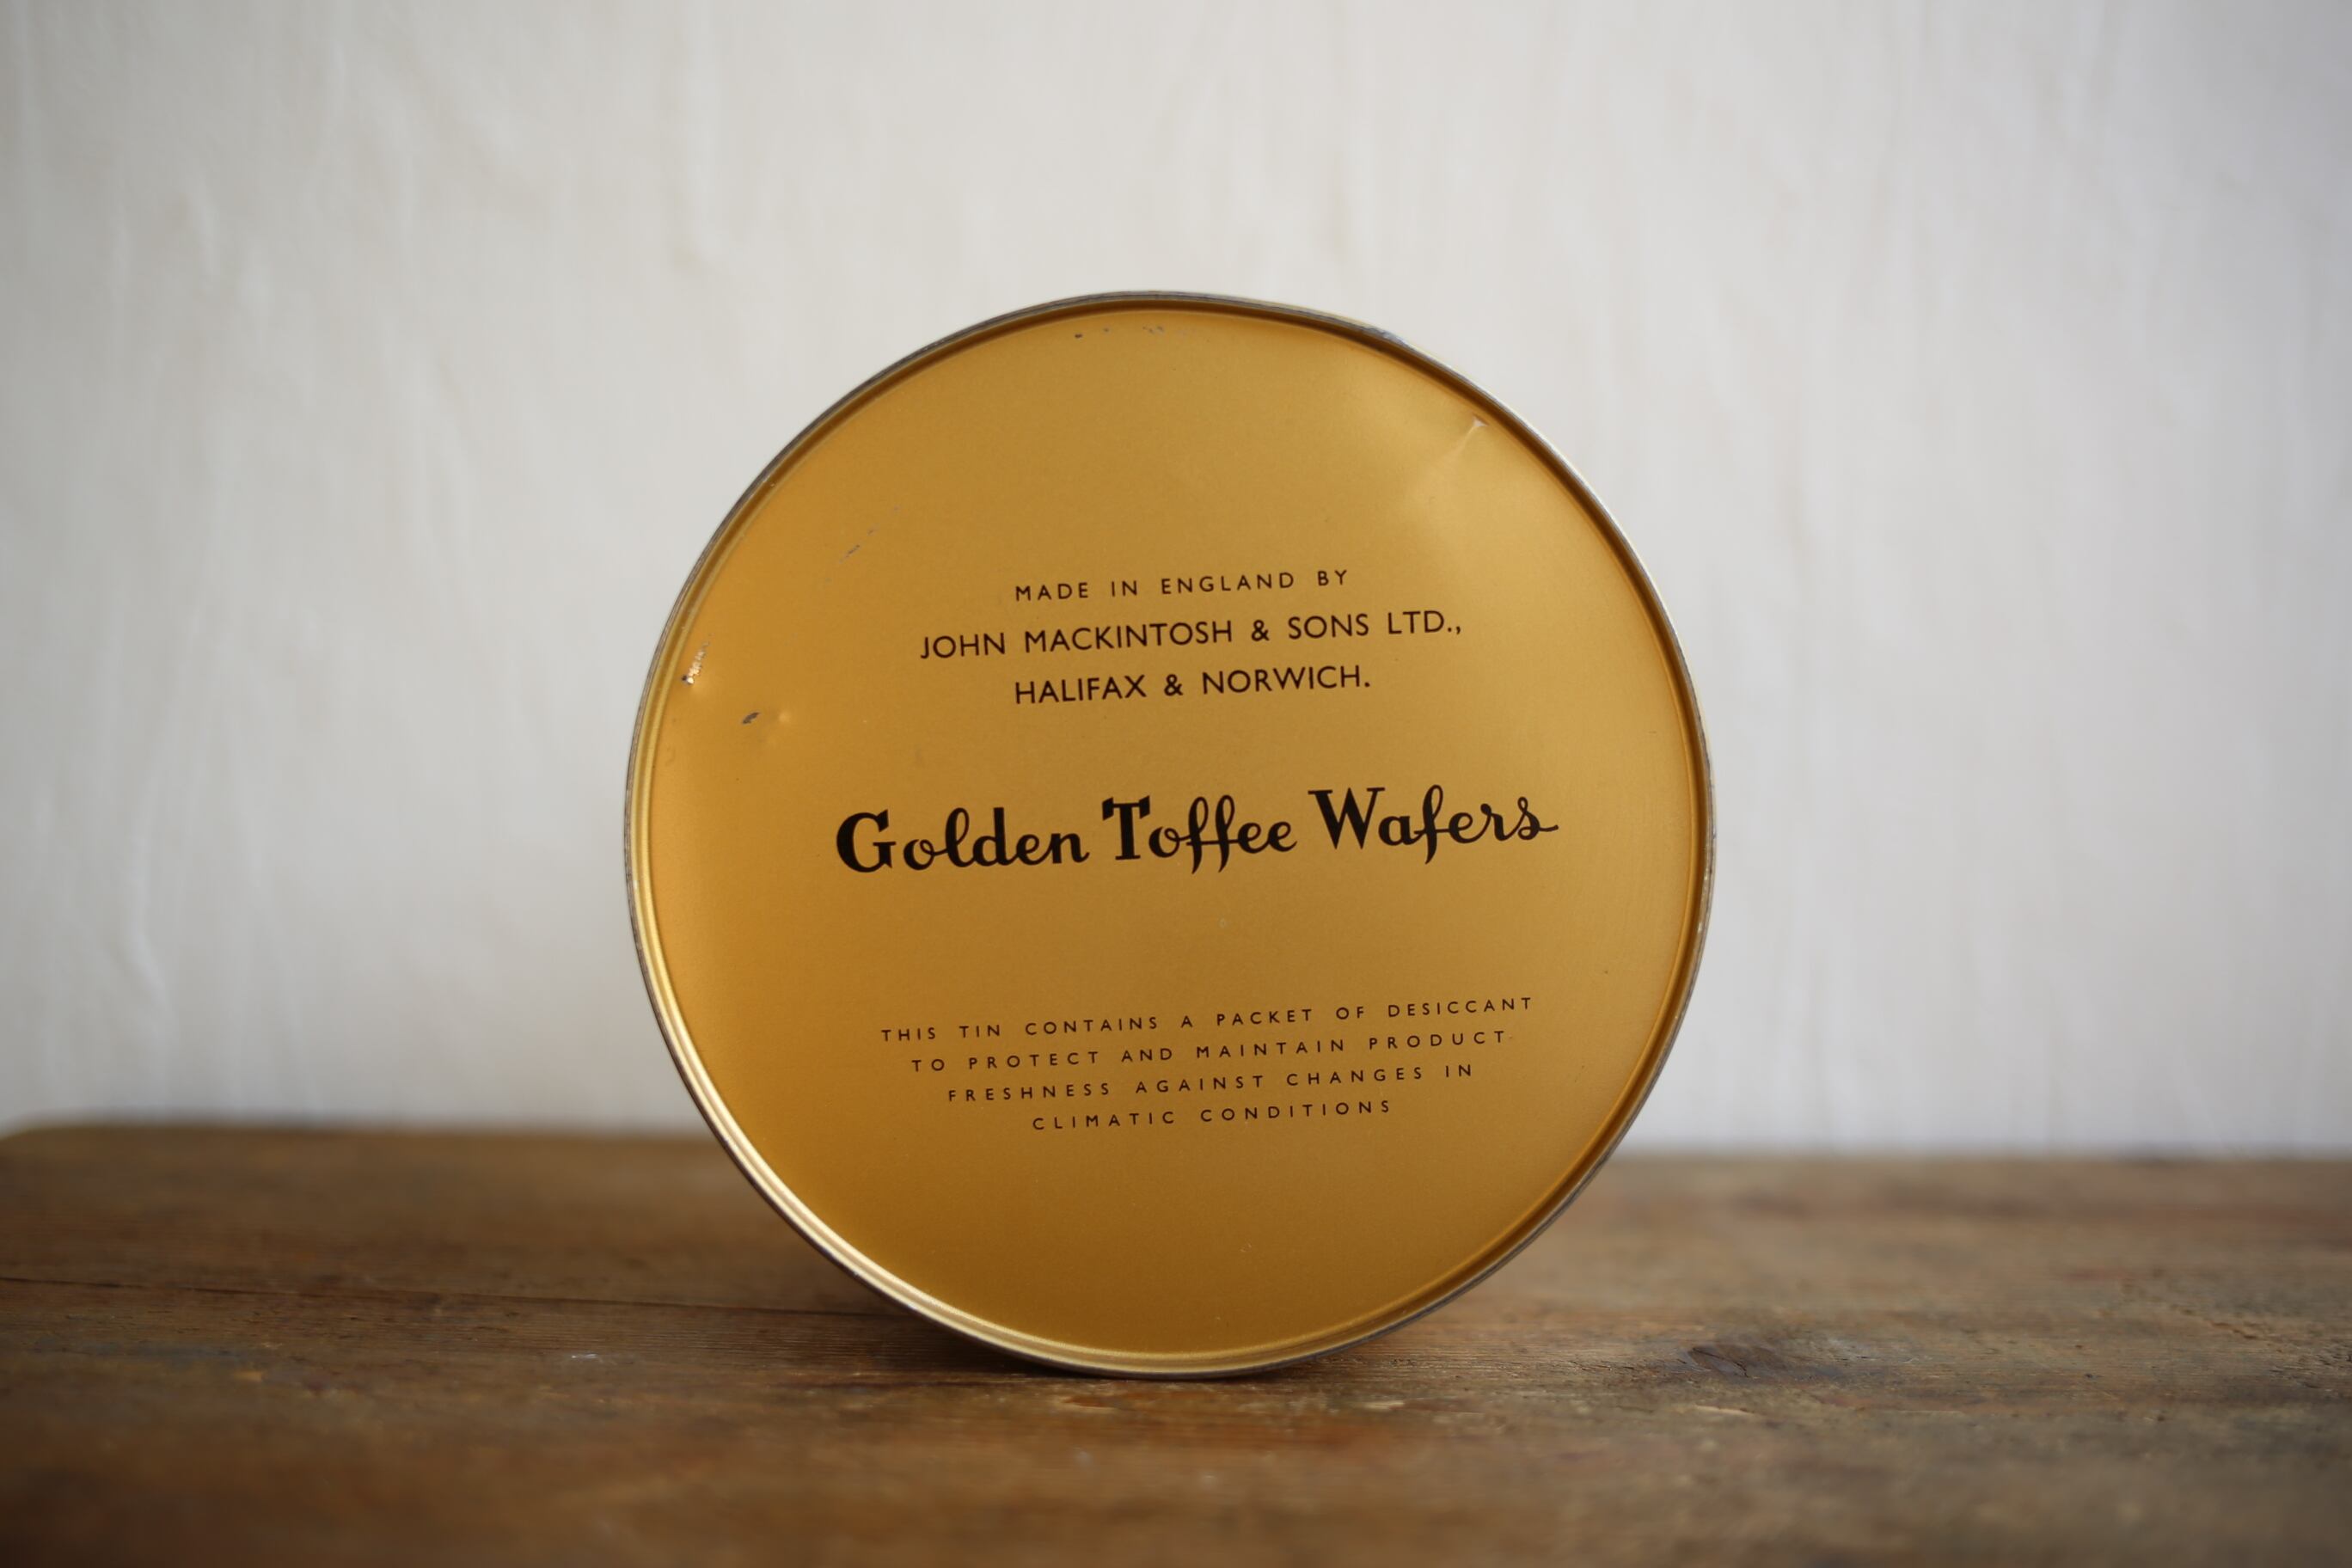 MADE IN ENGLAND BY
JOHN MACKINTOSH & SONS LTD.,
HALIFAX & NORWICH.
Golden Toffee Wafers
THIS TIN CONTAINS A PACKET OF DESICCANT
TO PROTECT AND MAINTAIN PRODUCT
FRESHNESS AGAINST CHANGES IN
CLIMATIC CONDITIONS